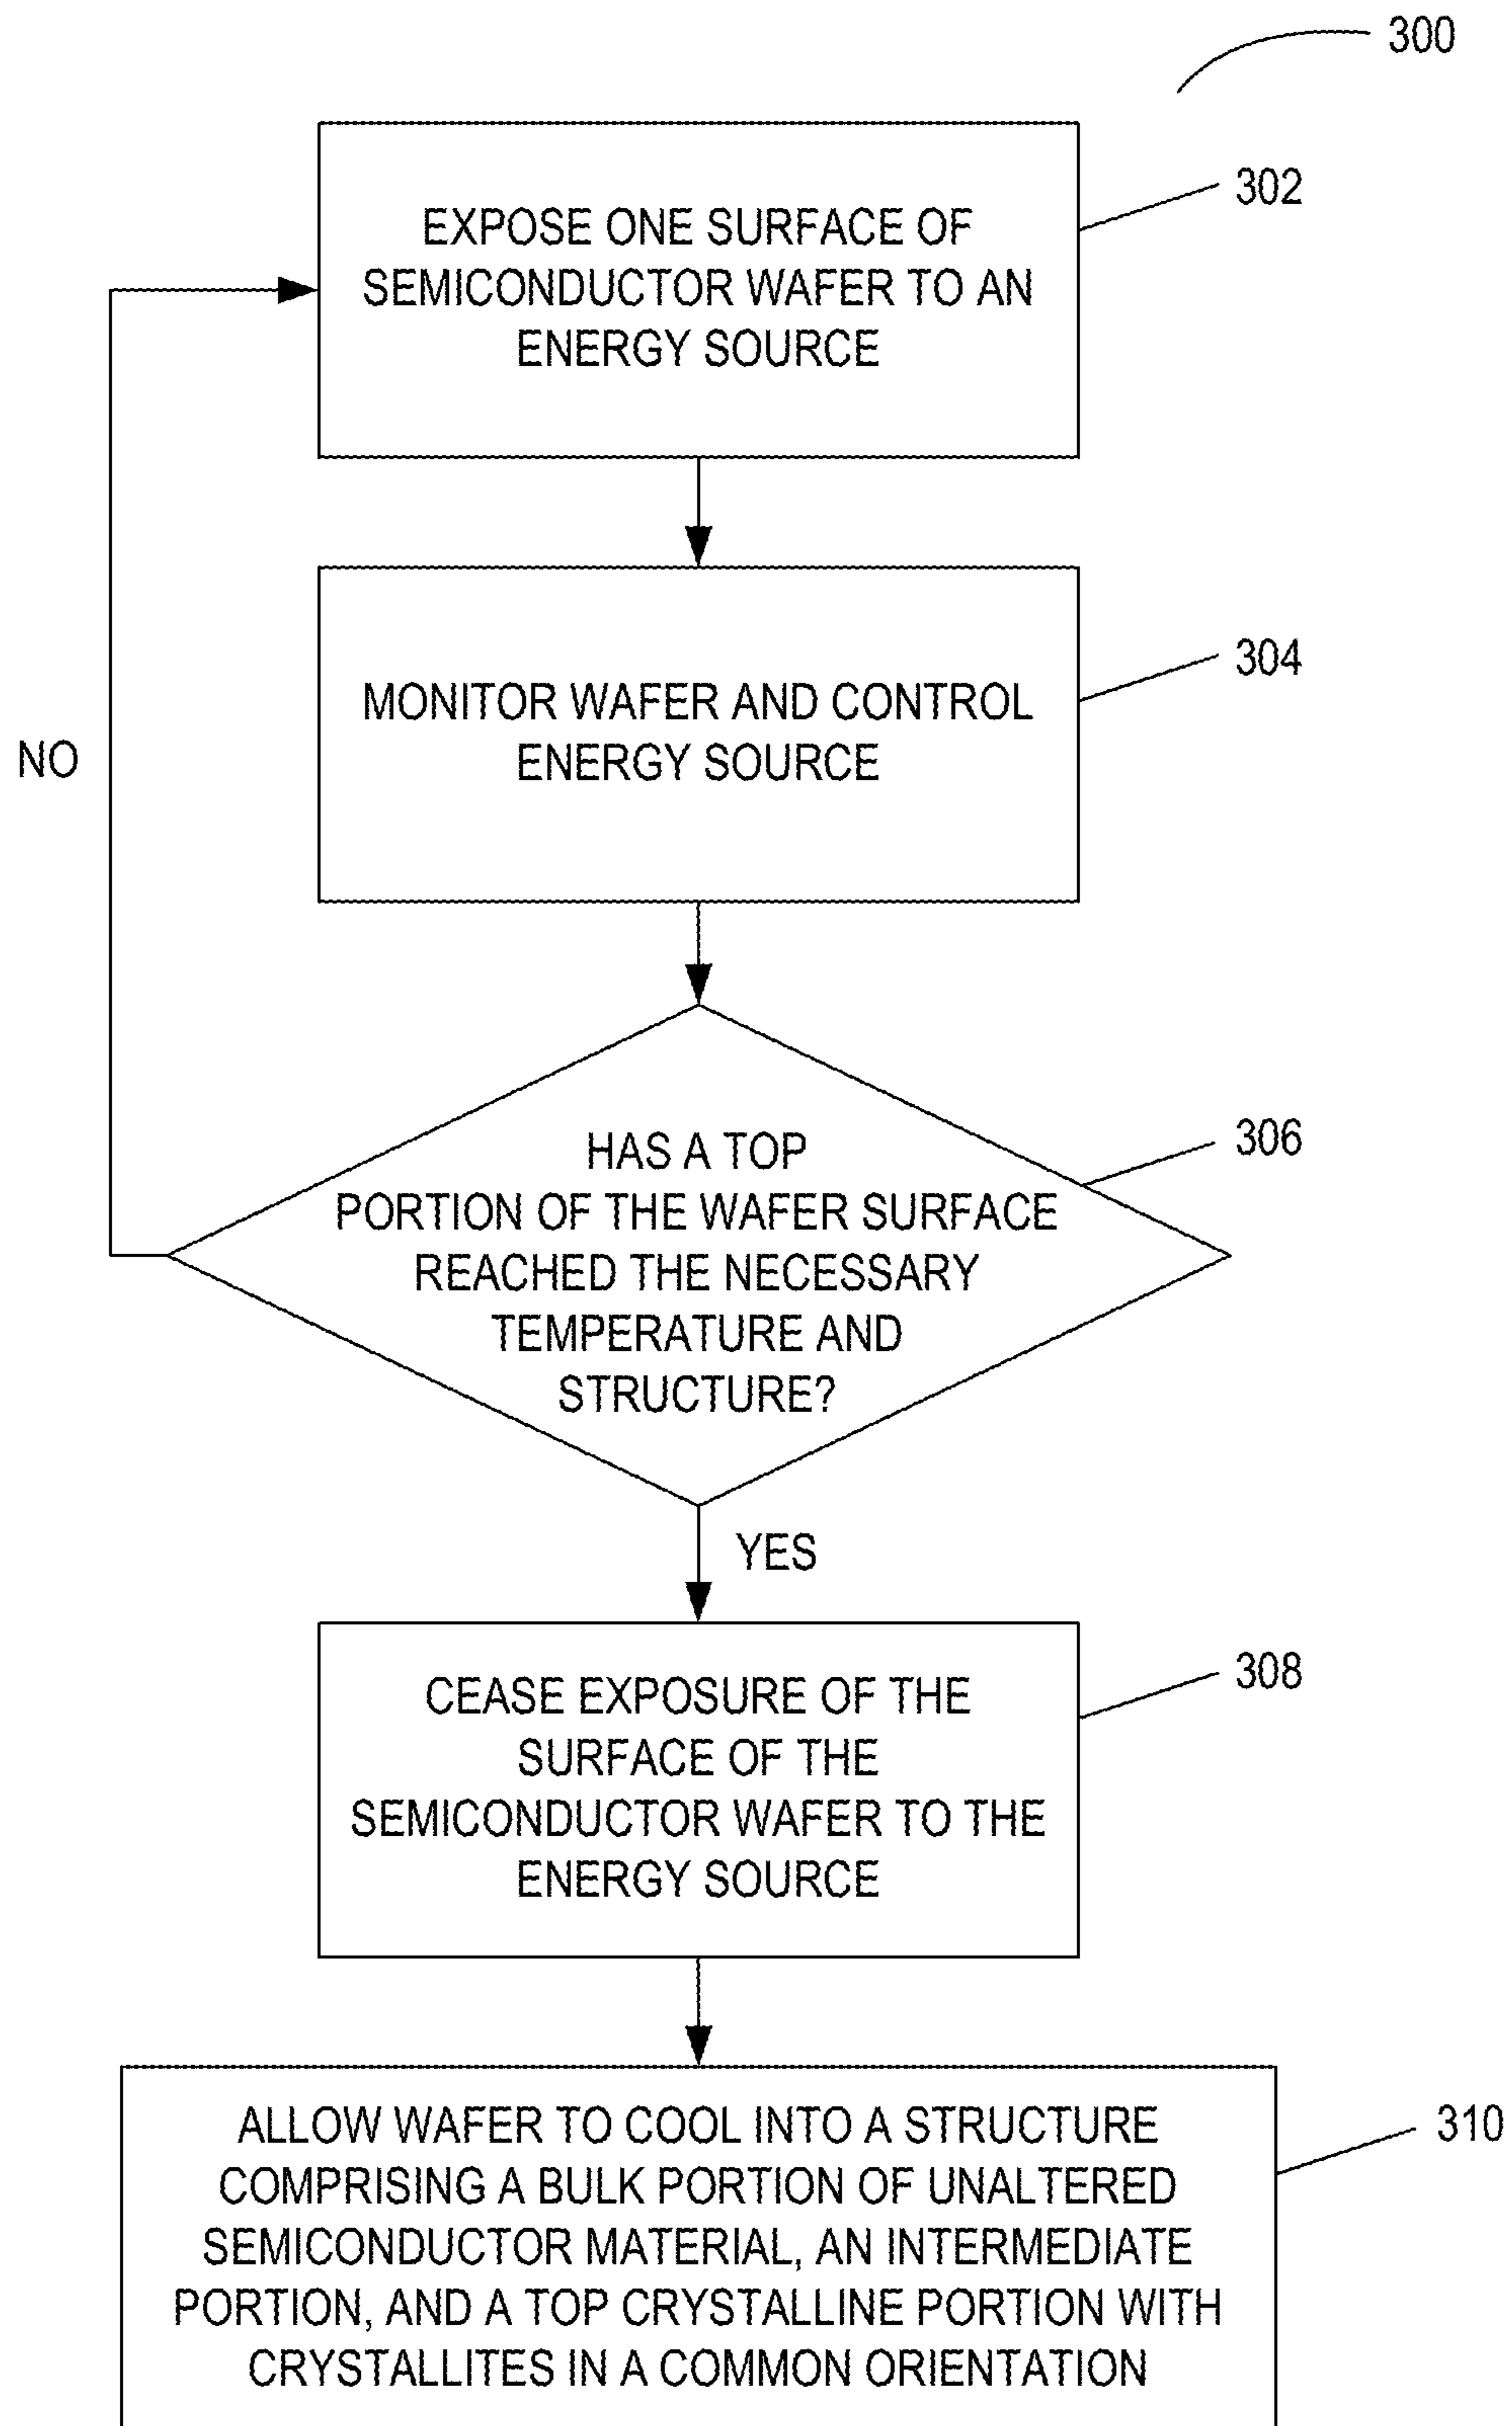 300
EXPOSE ONE SURFACE OF
SEMICONDUCTOR WAFER TO AN
ENERGY SOURCE
302
MONITOR WAFER AND CONTROL
ENERGY SOURCE
304
NO
HAS A TOP
PORTION OF THE WAFER SURFACE
REACHED THE NECESSARY
TEMPERATURE AND
STRUCTURE?
306
YES
CEASE EXPOSURE OF THE
SURFACE OF THE
SEMICONDUCTOR WAFER TO THE
ENERGY SOURCE
308
ALLOW WAFER TO COOL INTO A STRUCTURE
COMPRISING A BULK PORTION OF UNALTERED
SEMICONDUCTOR MATERIAL, AN INTERMEDIATE
PORTION, AND A TOP CRYSTALLINE PORTION WITH
CRYSTALLITES IN A COMMON ORIENTATION
310